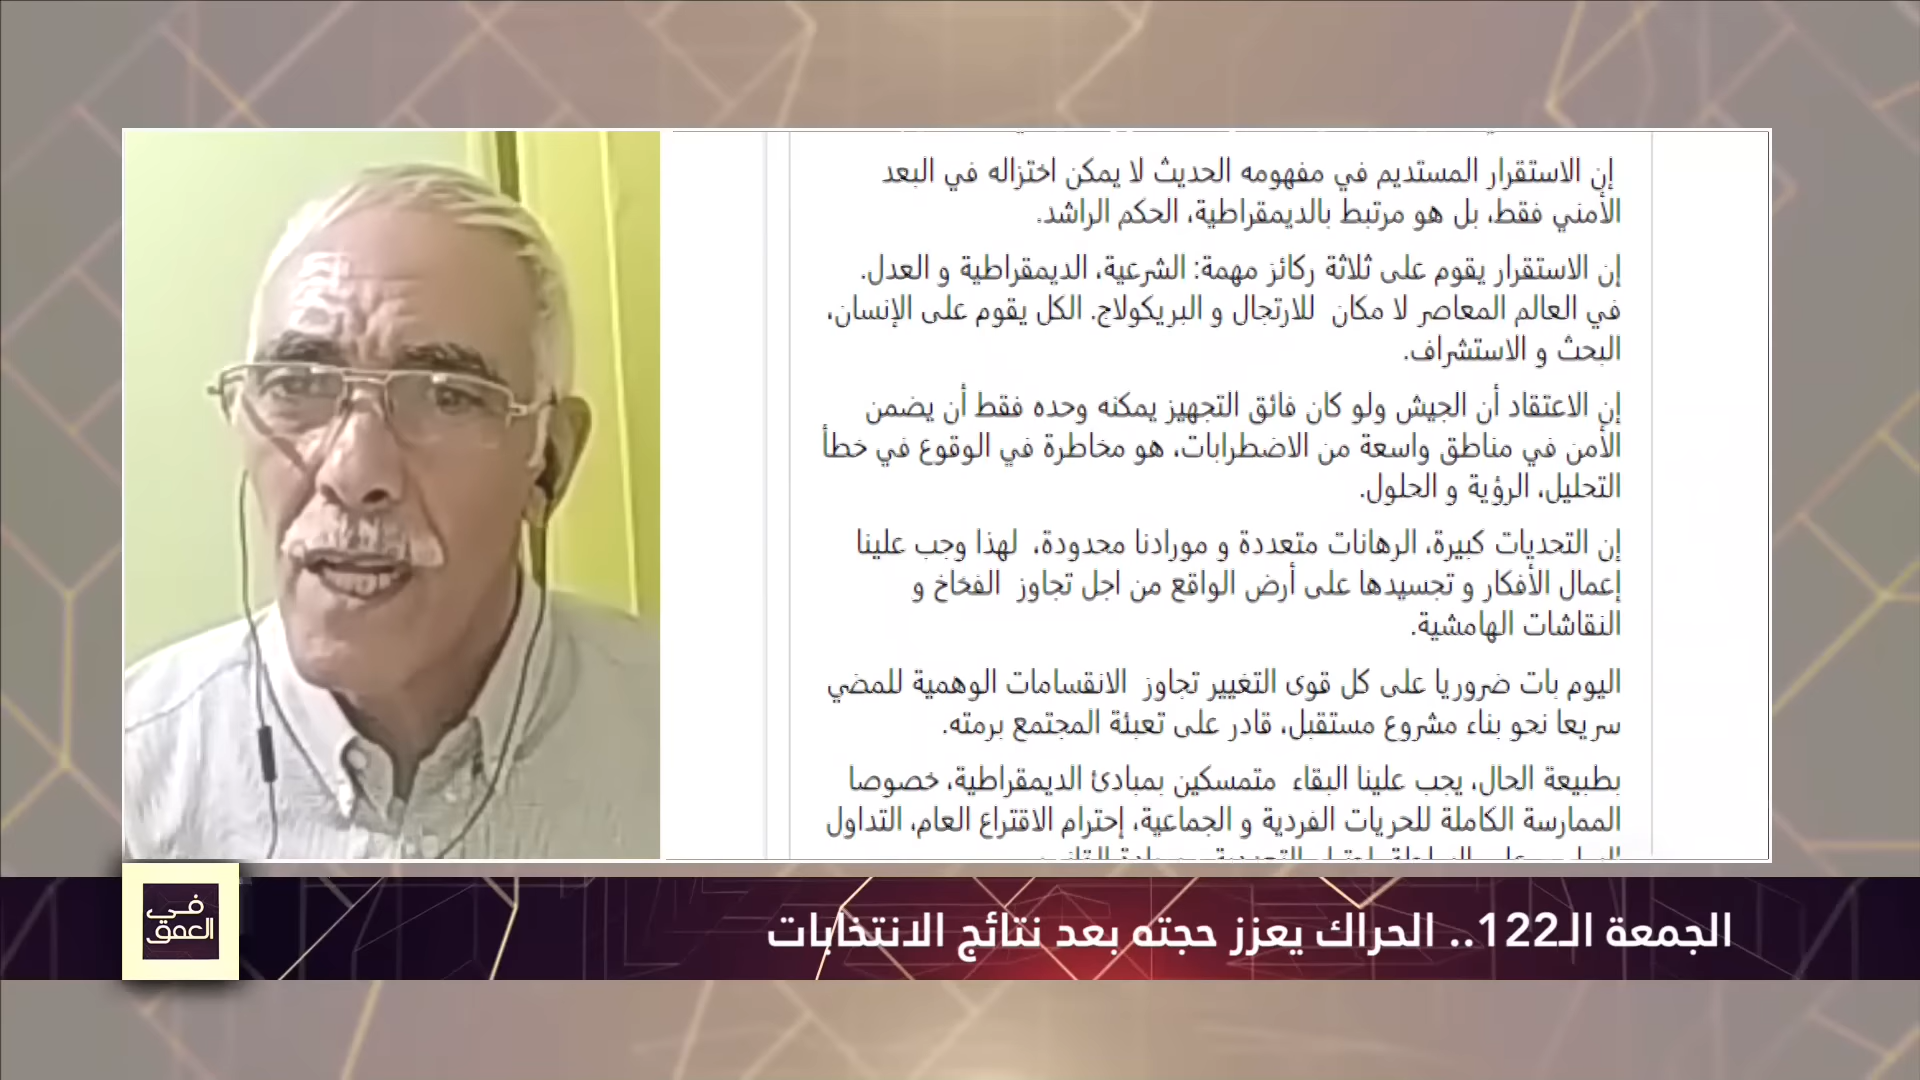 إن الاستقرار المستديم في مفهومه الحديث لا يمكن اختزاله في البعد
الأمني فقط، بل هو مرتبط بالديمقراطية، الحكم الراشد.
إن الاستقرار يقوم على ثلاثة ركائز مهمة: الشرعية، الديمقراطية و العدل.
في العالم المعاصر لا مكان للارتجال و البريكولاج. الكل يقوم على الإنسان،
البحث و الاستشراف.
إن الاعتقاد أن الجيش ولو كان فائق التجهيز يمكنه وحده فقط أن يضمن
الأمن في مناطق واسعة من الاضطرابات، هو مخاطرة في الوقوع في خطأ
التحليل، الرؤية و الحلول.
إن التحديات كبيرة، الرهانات متعددة و مورادنا محدودة، لهذا وجب علينا
إعمال الأفكار و تجسيدها على أرض الواقع من اجل تجاوز الفخاخ و
النقاشات الهامشية.
اليوم بات ضروريا على كل قوى التغيير تجاوز الانقسامات الوهمية للمضي
سريعا نحو بناء مشروع مستقبل، قادر على تعبئة المجتمع برمته.
بطبيعة الحال، يجب علينا البقاء متمسكين بمبادئ الديمقراطية، خصوصا
الممارسة الكاملة للحريات الفردية و الجماعية، إحترام الاقتراع العام، التداول
الجمعة الـ122.. الحراك يعزز حجته بعد نتائج الانتخابات
في
العمق